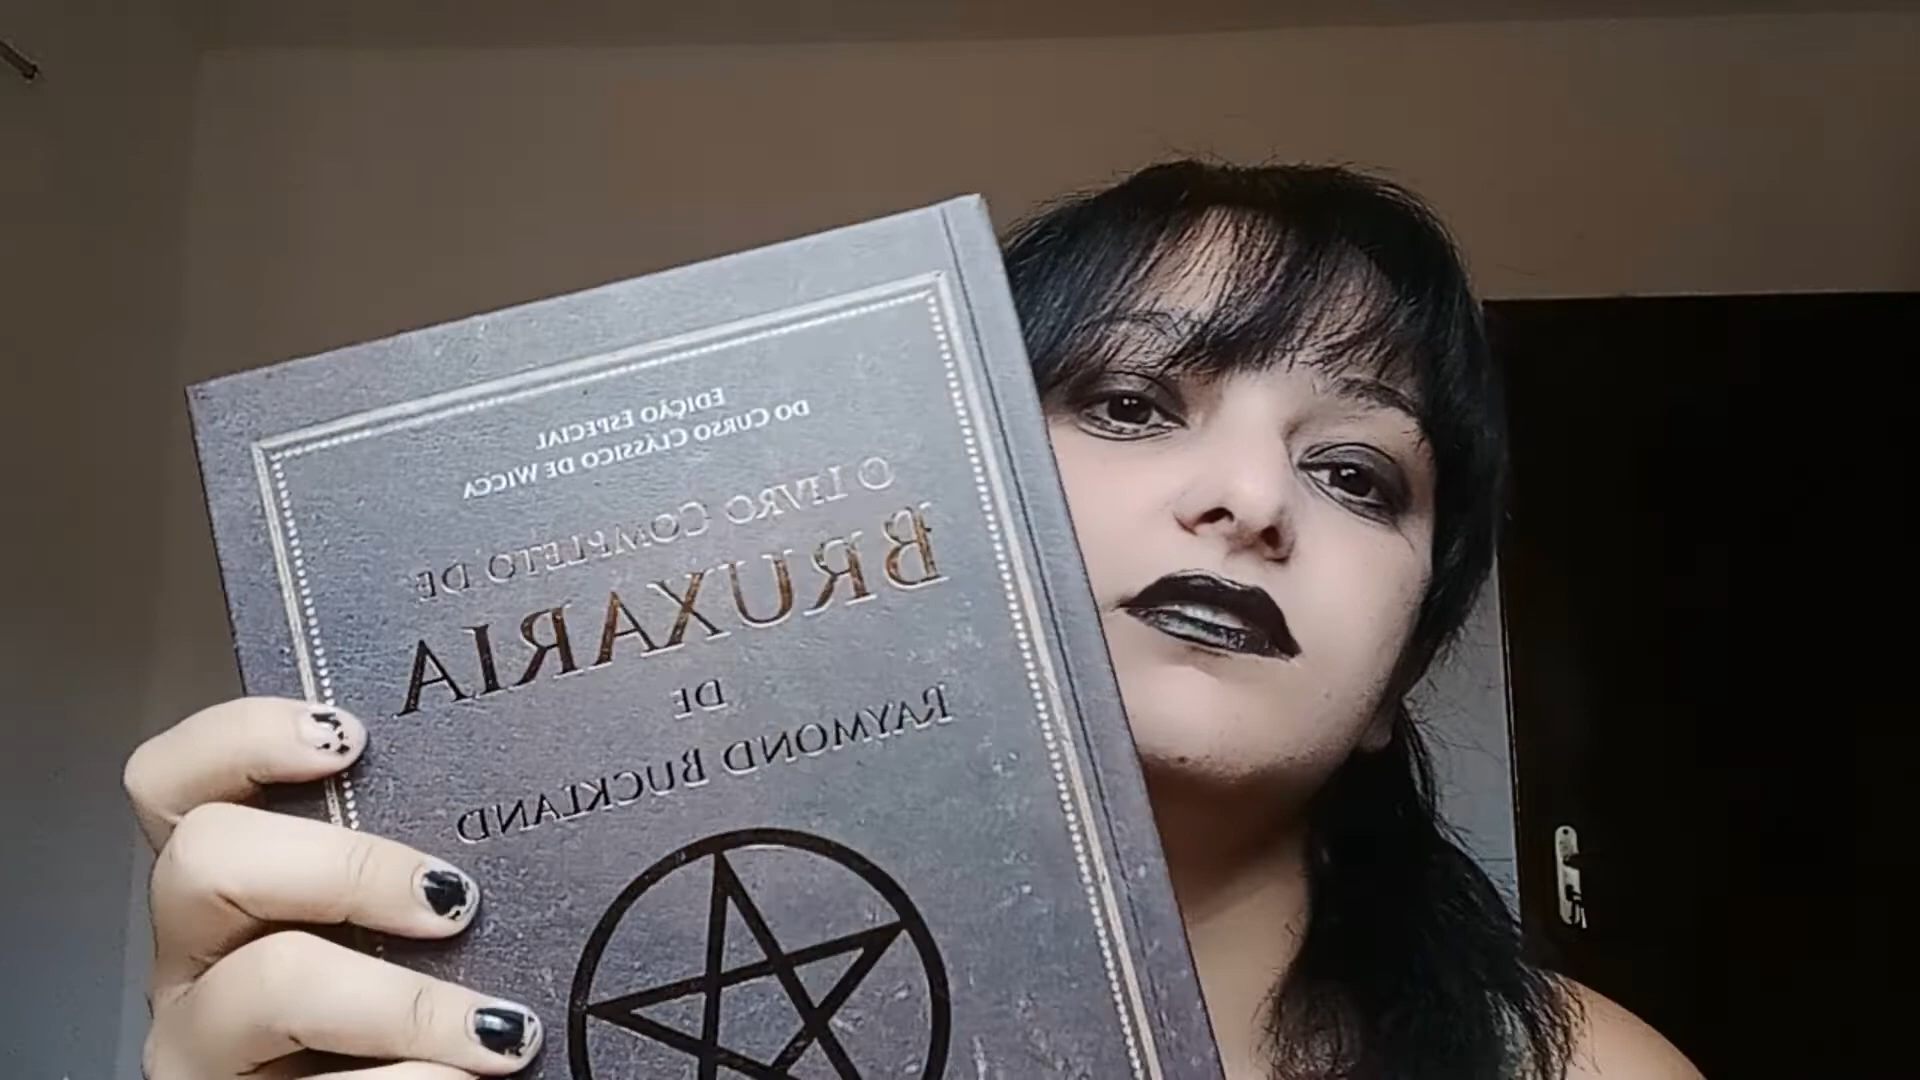 EDIÇÃO ESPECIAL
DO CURSO CLÁSSICO DE WICCA
O LIVRO COMPLETO DE
BRUXARIA
DE
RAYMOND BUCKLAND